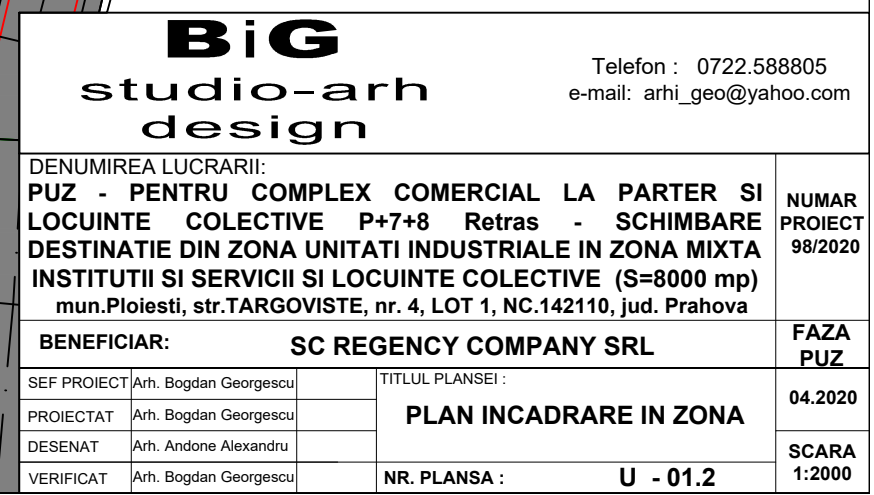 BiG
studio-arh
design
Telefon : 0722.588805
e-mail: arhi_geo@yahoo.com
DENUMIREA LUCRARII:
PUZ - PENTRU COMPLEX COMERCIAL LA PARTER SI
LOCUINTE COLECTIVE P+7+8 Retras - SCHIMBARE
DESTINATIE DIN ZONA UNITATI INDUSTRIALE IN ZONA MIXTA
INSTITUTII SI SERVICII SI LOCUINTE COLECTIVE (S=8000 mp)
mun.Ploiesti, str.TARGOVISTE, nr. 4, LOT 1, NC.142110, jud. Prahova
NUMAR
PROIECT
98/2020
BENEFICIAR: SC REGENCY COMPANY SRL
FAZA
PUZ
SEF PROIECT Arh. Bogdan Georgescu
PROIECTAT Arh. Bogdan Georgescu
DESENAT Arh. Andone Alexandru
VERIFICAT Arh. Bogdan Georgescu
TITLUL PLANSEI :
PLAN INCADRARE IN ZONA
NR. PLANSA : U - 01.2
04.2020
SCARA
1:2000